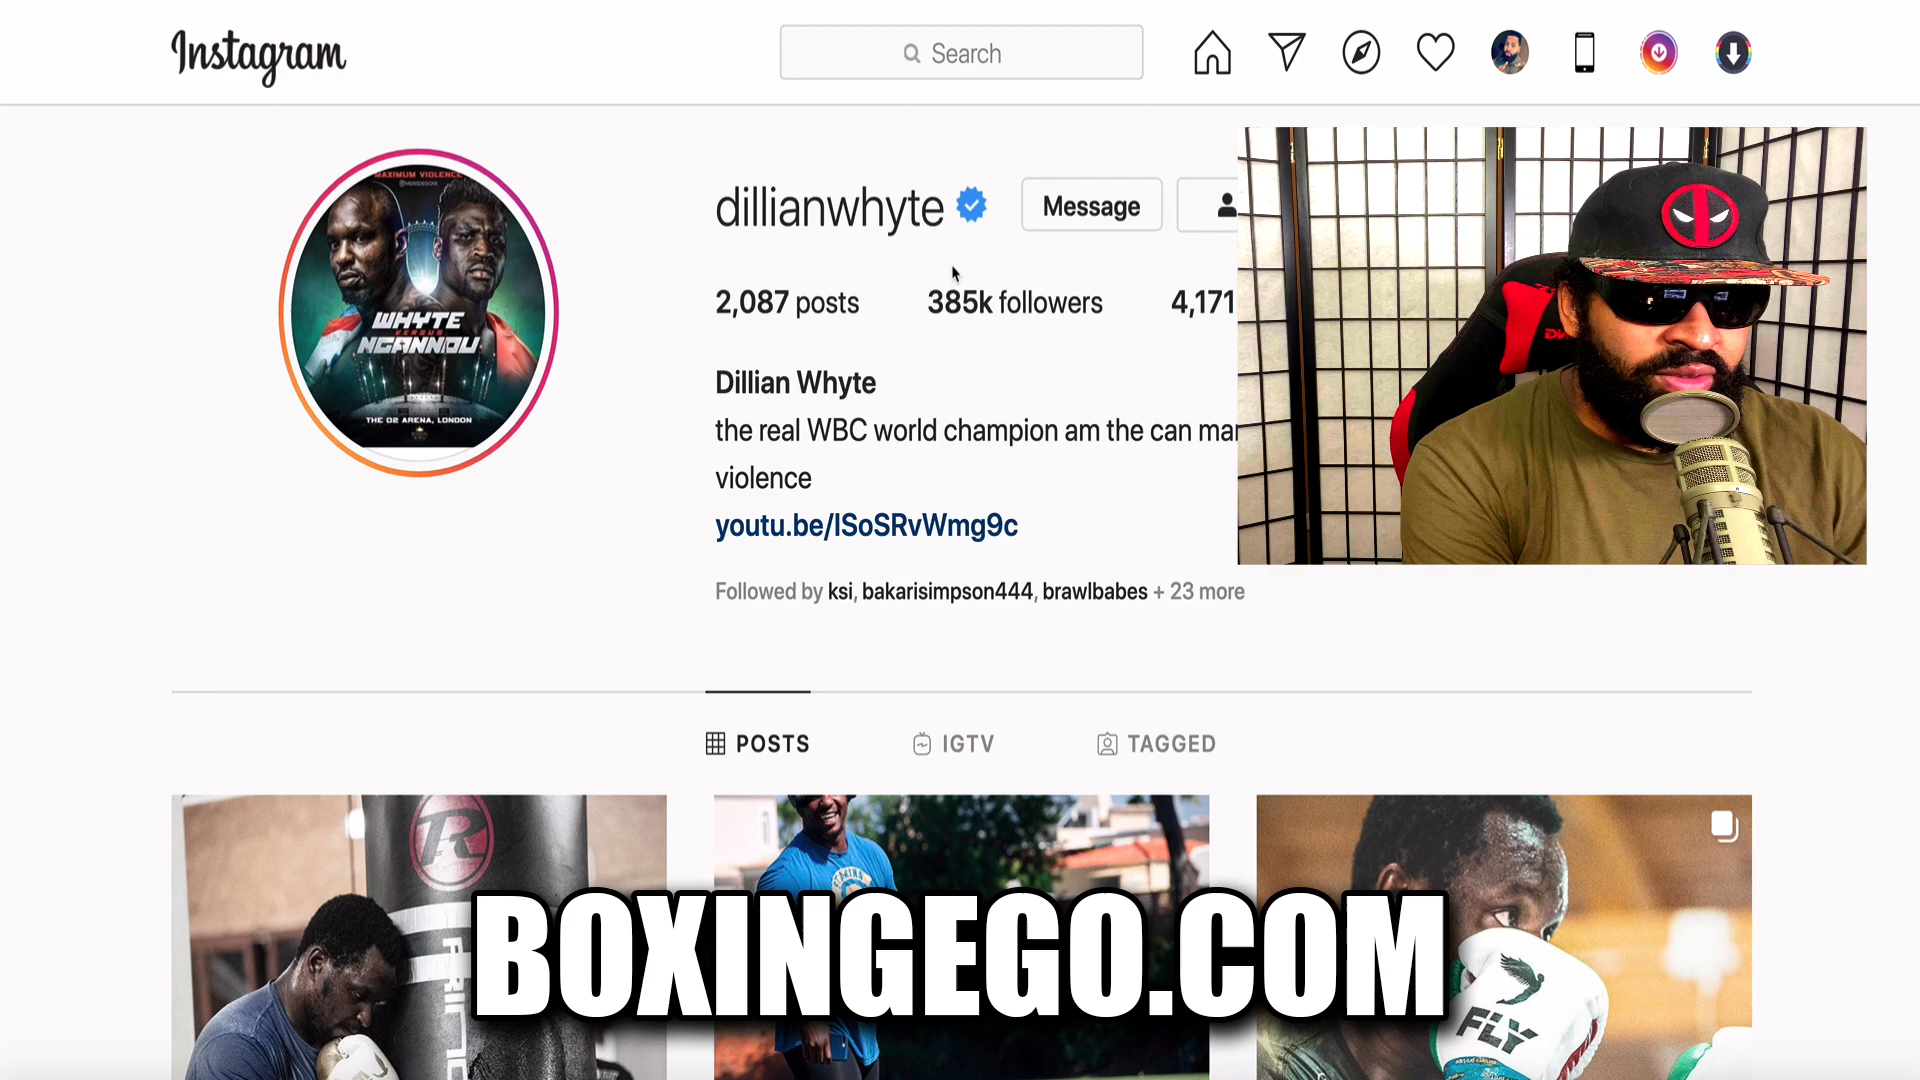 Instagram
Search
MAXIMUM VIOLENCE
WHYTE
VERSUS
NGANNOU
THE O2 ARENA, LONDON
dillianwhyte
Message
2,087 posts
385k followers
4,171
Dillian Whyte
the real WBC world champion am the can mar
violence
youtu.be/lSoSRvWmg9c
Followed by ksi, bakarisimpson444, brawlbabes + 23 more
POSTS
IGTV
TAGGED
BOXINGEGO.COM
FLY